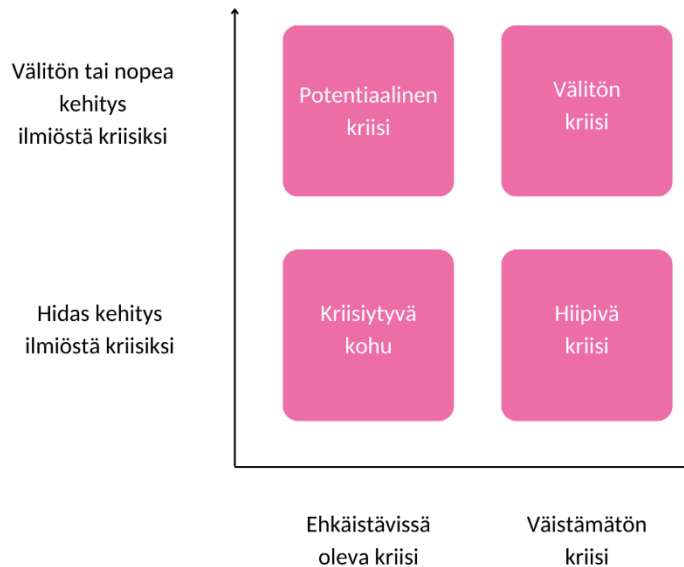 Välitön tai nopea
kehitys
ilmiöstä kriisiksi
Potentiaalinen
kriisi
Välitön
kriisi
Hidas kehitys
ilmiöstä kriisiksi
Kriisiytyvä
kohu
Hiipivä
kriisi
Ehkäistävissä
oleva kriisi
Väistämätön
kriisi